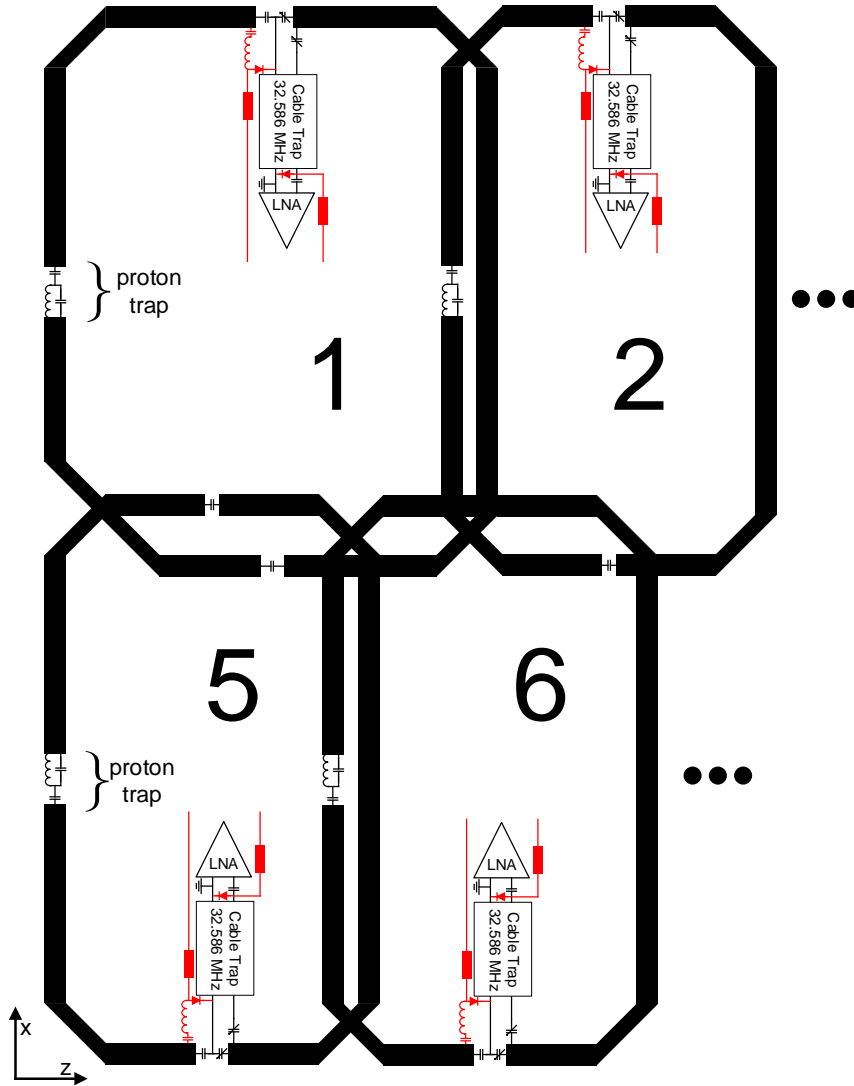 Cable Trap
32.586 MHz
LNA
Cable Trap
32.586 MHz
LNA
proton
trap
1
2
5
6
proton
trap
LNA
Cable Trap
32.586 MHz
LNA
Cable Trap
32.586 MHz
x
z